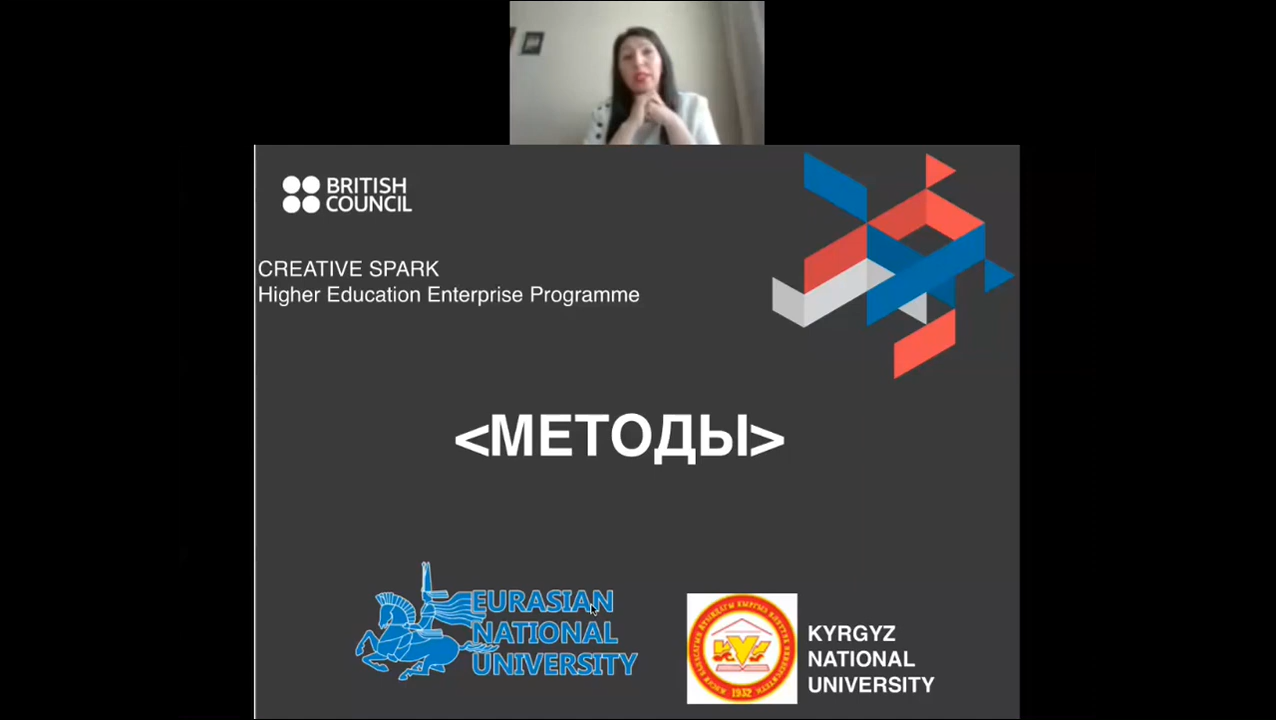 BRITISH
COUNCIL
CREATIVE SPARK
Higher Education Enterprise Programme
<МЕТОДЫ>
EURASIAN
NATIONAL
UNIVERSITY
1932
KYRGYZ
NATIONAL
UNIVERSITY